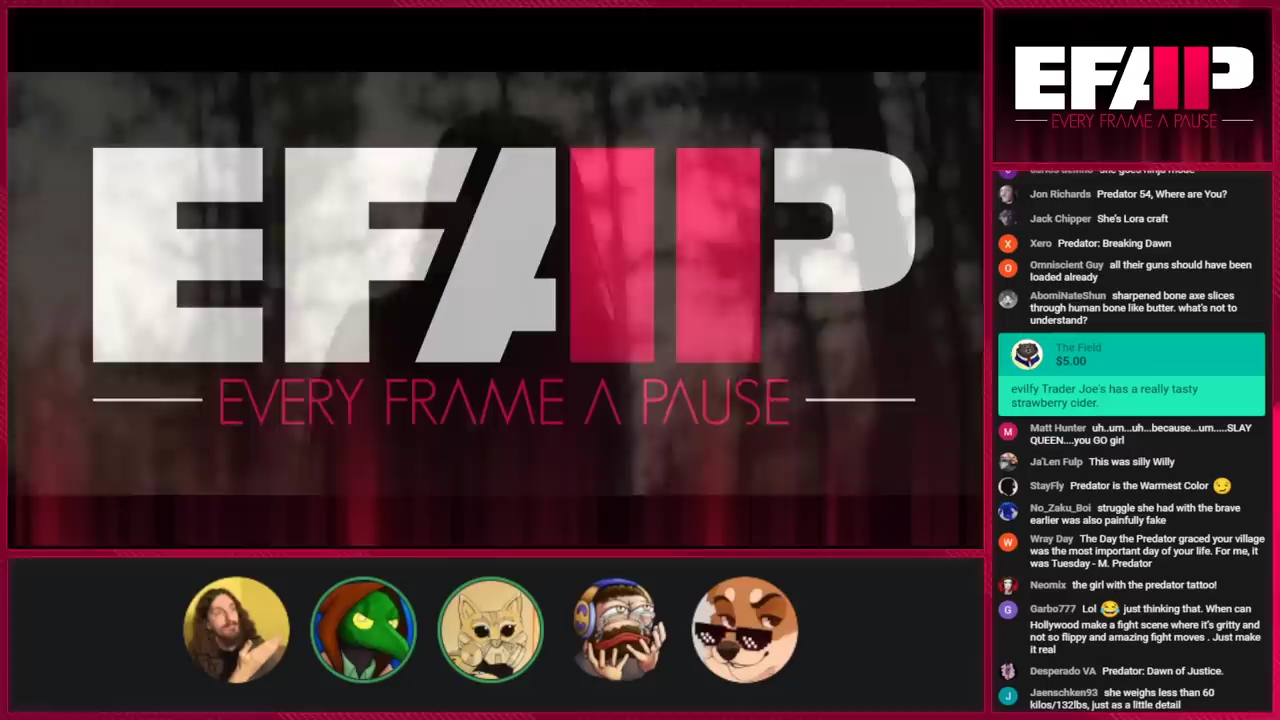 EFAP
EVERY FRAME A PAUSE
EFAP
EVERY FRAME A PAUSE
she goes ninja mode
Jon Richards Predator 54, Where are You?
Jack Chipper She's Lora craft
Xero Predator: Breaking Dawn
Omniscient Guy all their guns should have been
loaded already
AbomiNateShun sharpened bone axe slices
through human bone like butter. what's not to
understand?
The Field
$5.00
evilfy Trader Joe's has a really tasty
strawberry cider.
Matt Hunter uh..um...uh...because...um.....SLAY
QUEEN....you GO girl
Ja'Len Fulp This was silly Willy
StayFly Predator is the Warmest Color 😏
No_Zaku_Boi struggle she had with the brave
earlier was also painfully fake
Wray Day The Day the Predator graced your village
was the most important day of your life. For me, it
was Tuesday - M. Predator
Neomix the girl with the predator tattoo!
Garbo777 Lol 😂 just thinking that. When can
Hollywood make a fight scene where it's gritty and
not so flippy and amazing fight moves . Just make
it real
Desperado VA Predator: Dawn of Justice.
Jaenschken93 she weighs less than 60
kilos/132lbs, just as a little detail